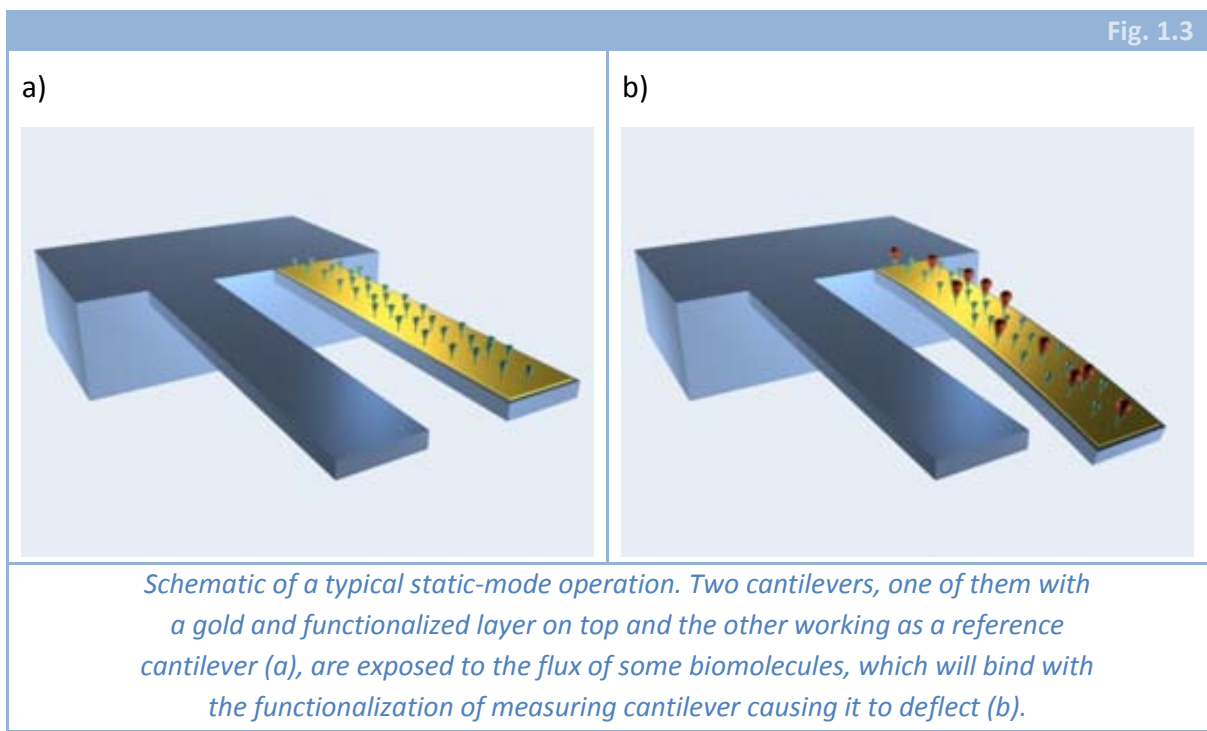 Fig. 1.3
a)
b)
Schematic of a typical static-mode operation. Two cantilevers, one of them with
a gold and functionalized layer on top and the other working as a reference
cantilever (a), are exposed to the flux of some biomolecules, which will bind with
the functionalization of measuring cantilever causing it to deflect (b).